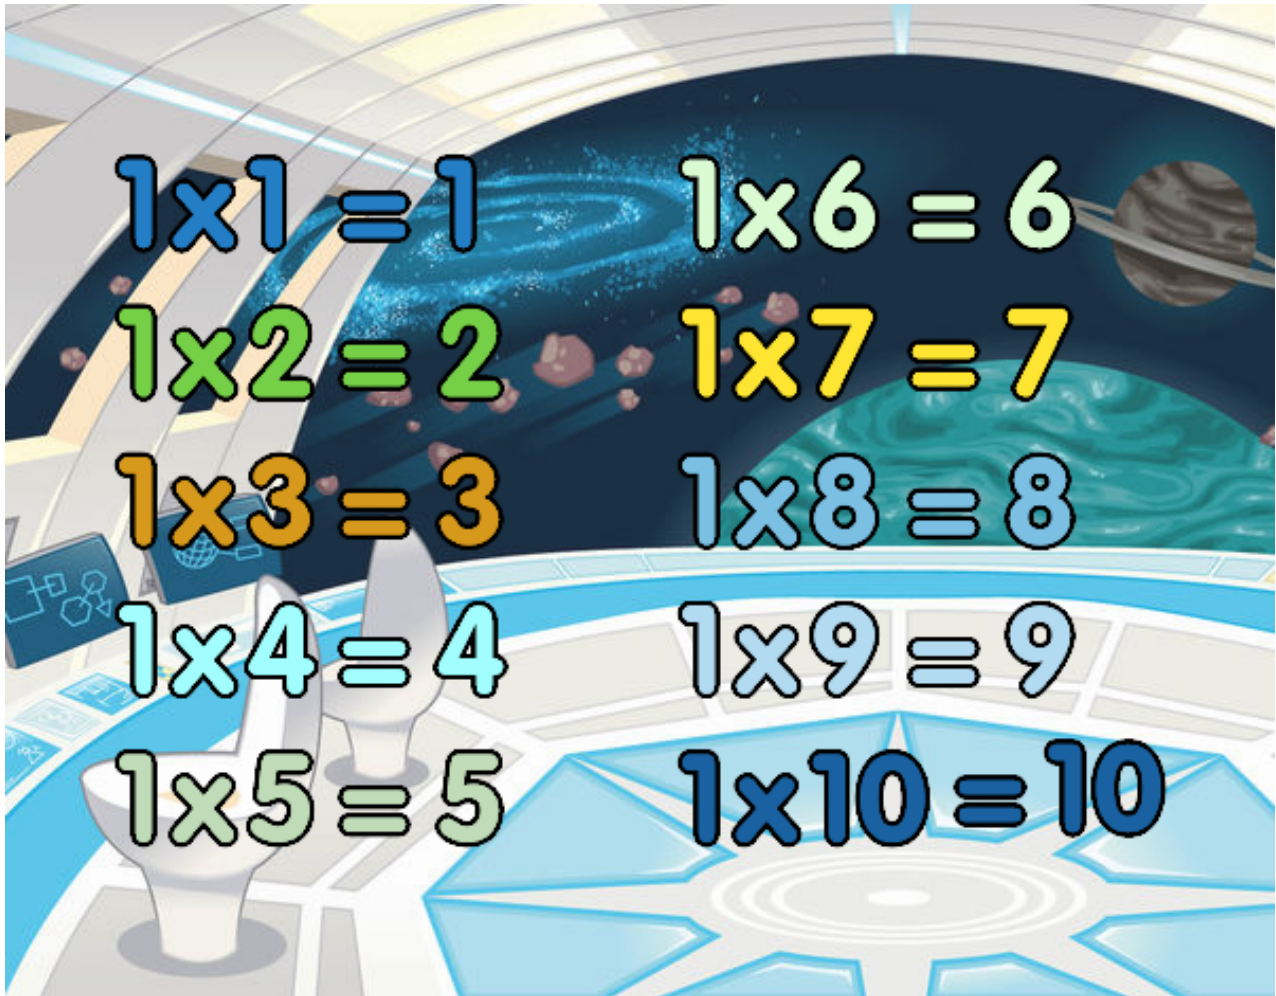 1x1 = 1
1x2 = 2
1x3 = 3
1x4 = 4
1x5 = 5
1x6 = 6
1x7 = 7
1x8 = 8
1x9 = 9
1x10 = 10